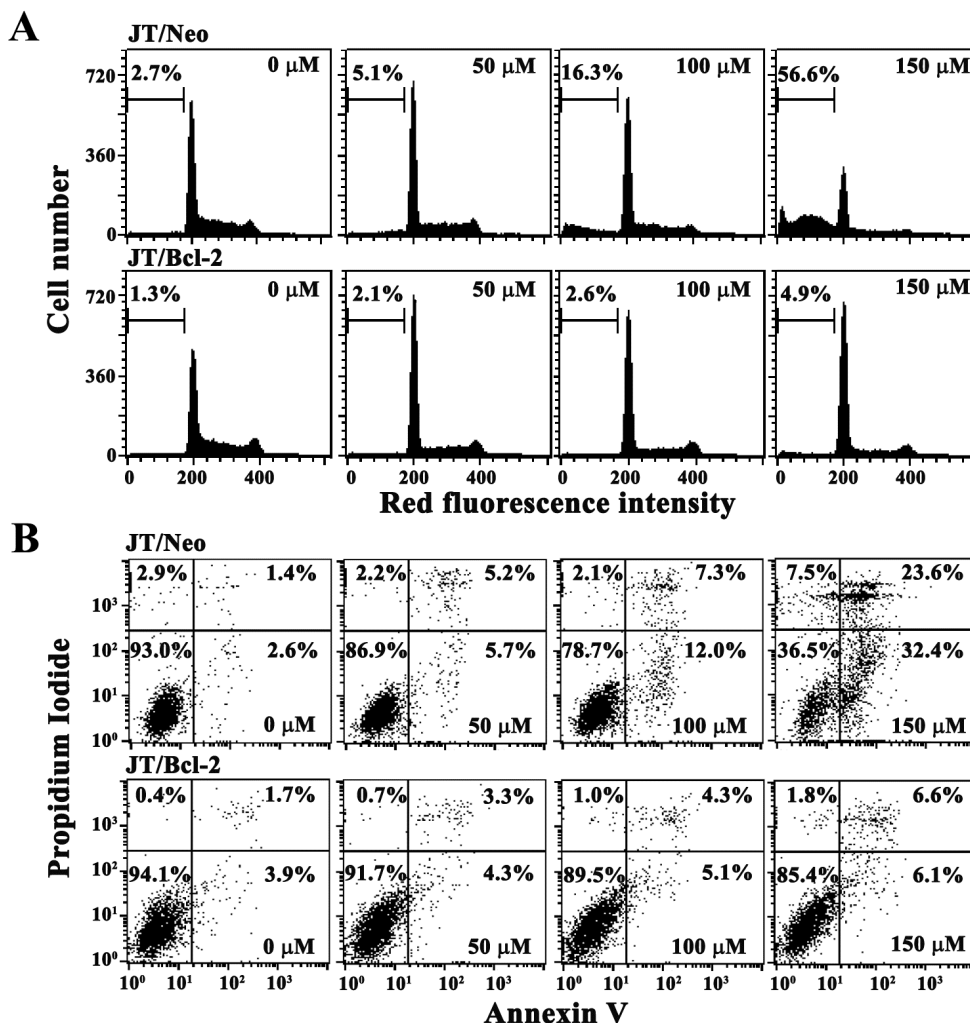 A
JT/Neo
0 μM 50 μM 100 μM 150 μM
2.7% 5.1% 16.3% 56.6%
720
360
0
JT/Bcl-2
0 μM 50 μM 100 μM 150 μM
1.3% 2.1% 2.6% 4.9%
720
360
0
Cell number
0 200 400 0 200 400 0 200 400 0 200 400
Red fluorescence intensity
B
JT/Neo
2.9% 1.4% 2.2% 5.2% 2.1% 7.3% 7.5% 23.6%
10³
10²
93.0% 2.6% 86.9% 5.7% 78.7% 12.0% 36.5% 32.4%
10¹
0 μM 50 μM 100 μM 150 μM
10⁰
JT/Bcl-2
0.4% 1.7% 0.7% 3.3% 1.0% 4.3% 1.8% 6.6%
10³
10²
94.1% 3.9% 91.7% 4.3% 89.5% 5.1% 85.4% 6.1%
10¹
0 μM 50 μM 100 μM 150 μM
10⁰
Propidium Iodide
10⁰ 10¹ 10² 10³ 10⁰ 10¹ 10² 10³ 10⁰ 10¹ 10² 10³ 10⁰ 10¹ 10² 10³
Annexin V